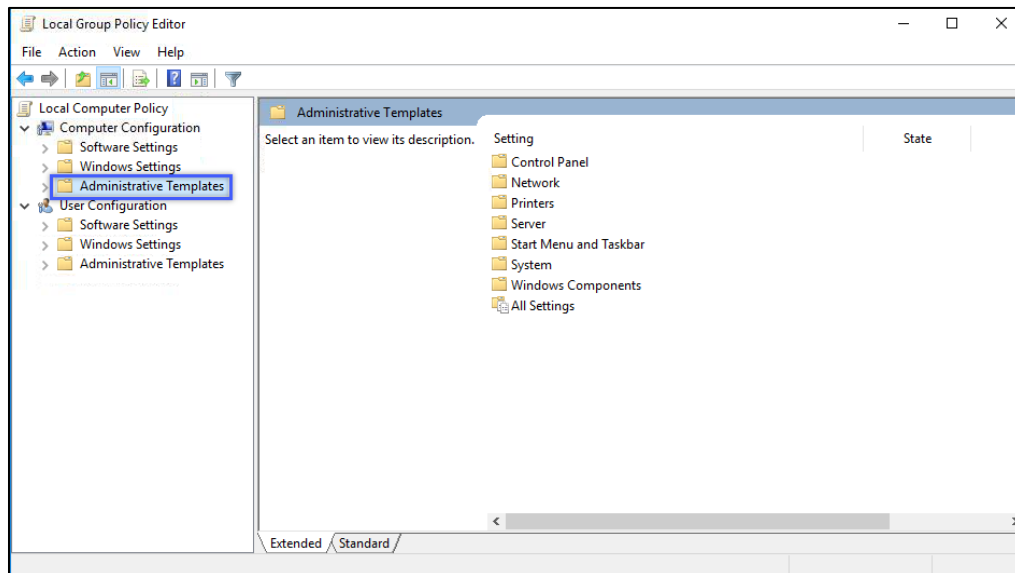 Local Group Policy Editor
File Action View Help
Local Computer Policy
Computer Configuration
Software Settings
Windows Settings
Administrative Templates
User Configuration
Software Settings
Windows Settings
Administrative Templates
Administrative Templates
Select an item to view its description.
Setting State
Control Panel
Network
Printers
Server
Start Menu and Taskbar
System
Windows Components
All Settings
Extended Standard